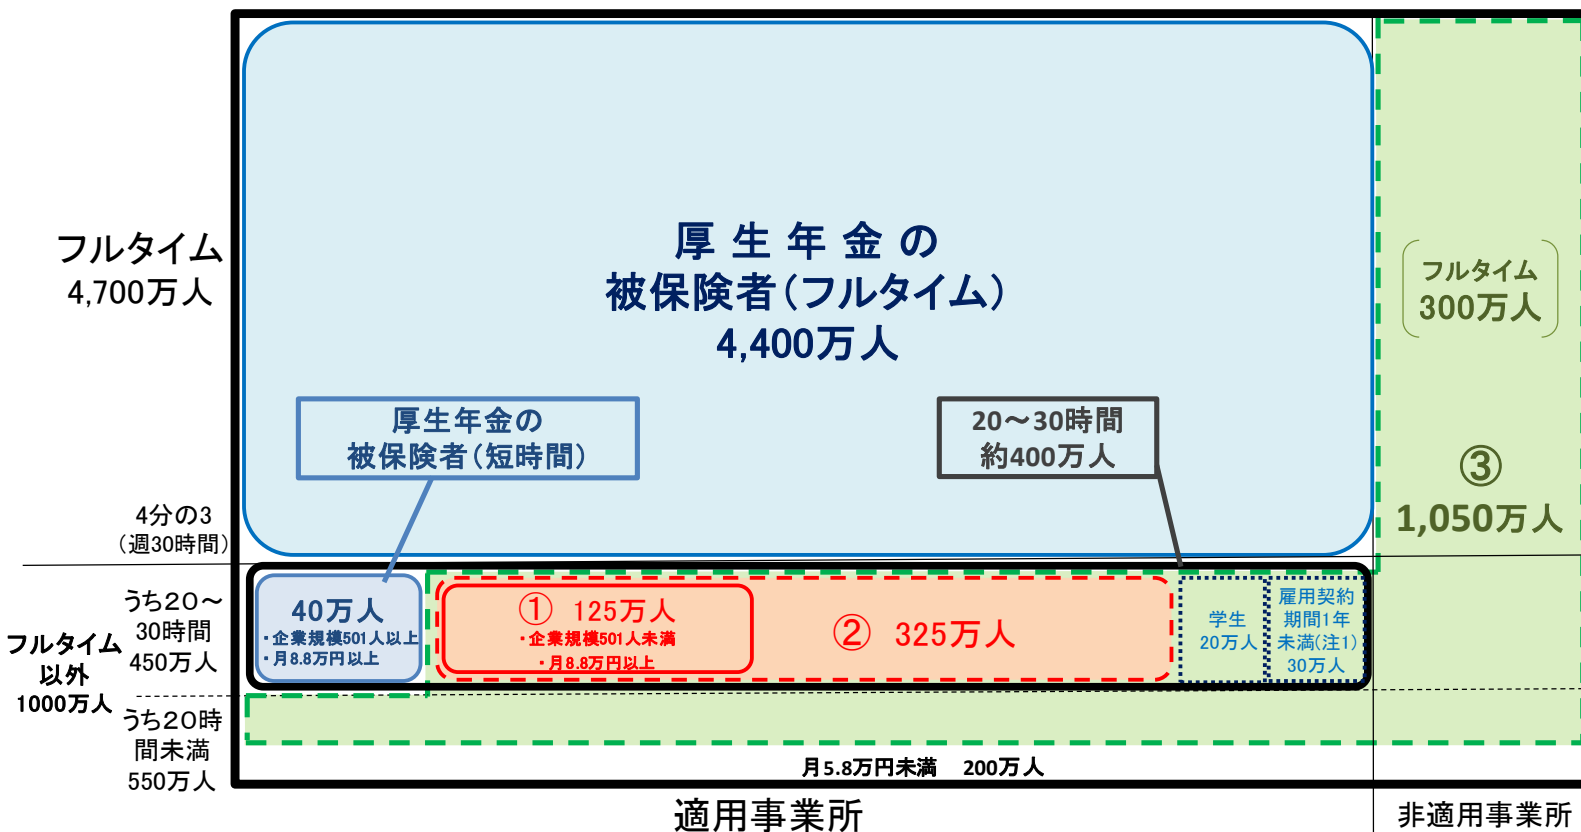 フルタイム
4,700万人
4分の3
（週30時間）
厚生年金の
被保険者（フルタイム）
4,400万人
厚生年金の
被保険者（短時間）
20～30時間
約400万人
フルタイム
300万人
③
1,050万人
フルタイム
以外
1000万人
うち20～
30時間
450万人
40万人
・企業規模501人以上
・月8.8万円以上
① 125万人
・企業規模501人未満
・月8.8万円以上
② 325万人
学生
20万人
雇用契約
期間1年
未満(注1)
30万人
うち20時
間未満
550万人
月5.8万円未満 200万人
適用事業所
非適用事業所